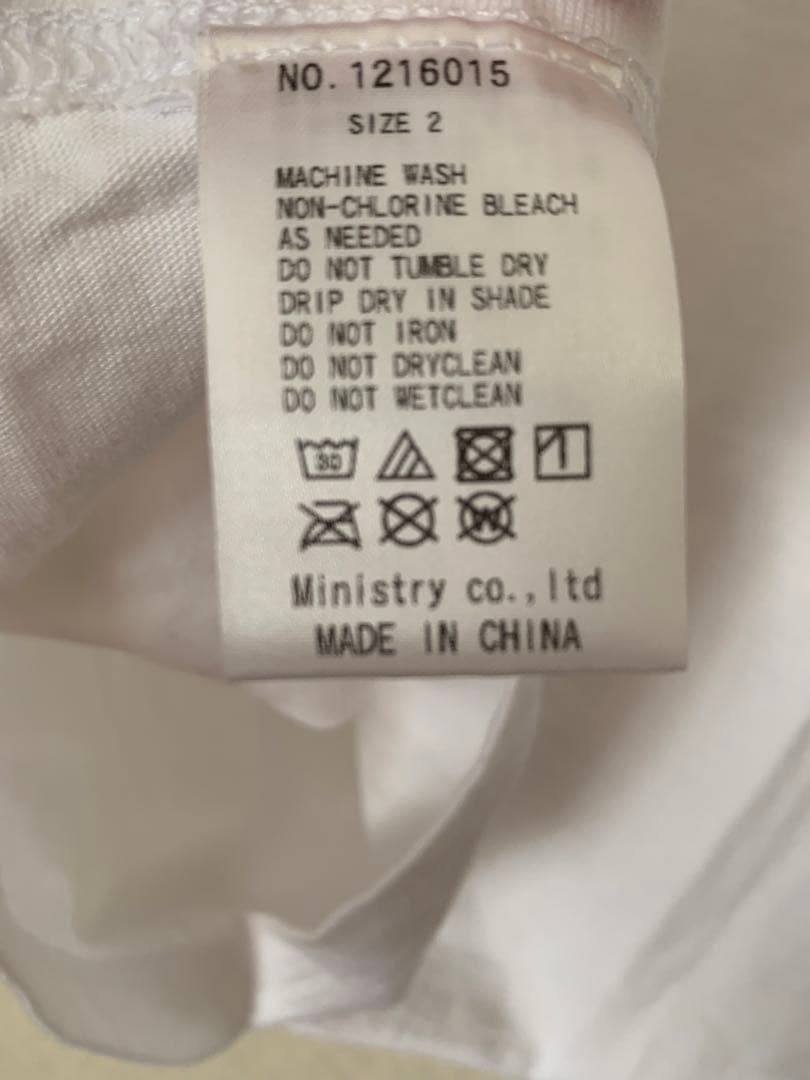 NO. 1216015
SIZE 2
MACHINE WASH
NON-CHLORINE BLEACH
AS NEEDED
DO NOT TUMBLE DRY
DRIP DRY IN SHADE
DO NOT IRON
DO NOT DRYCLEAN
DO NOT WETCLEAN
30
W
Ministry co.,ltd
MADE IN CHINA